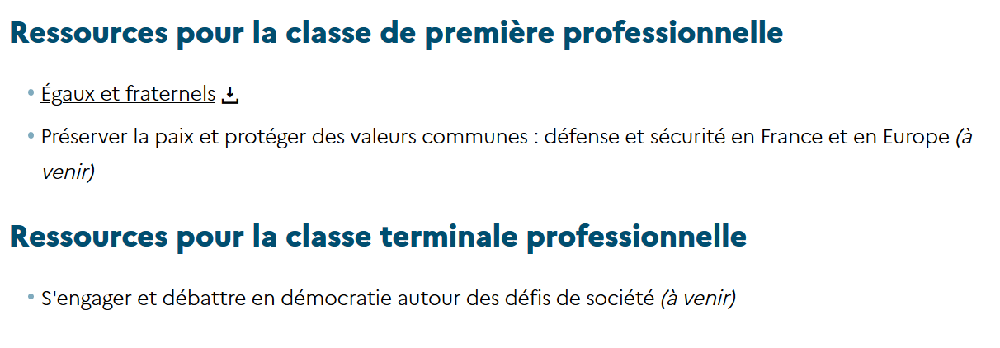 Ressources pour la classe de première professionnelle
• Égaux et fraternels
• Préserver la paix et protéger des valeurs communes : défense et sécurité en France et en Europe (à
venir)
Ressources pour la classe terminale professionnelle
• S'engager et débattre en démocratie autour des défis de société (à venir)